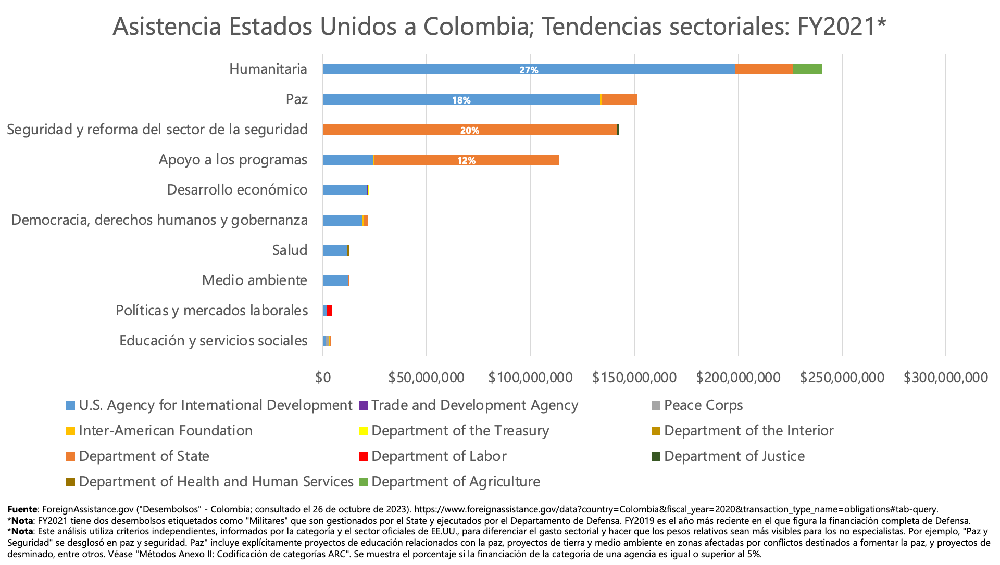 Asistencia Estados Unidos a Colombia; Tendencias sectoriales: FY2021*
Humanitaria
27%
Paz
18%
Seguridad y reforma del sector de la seguridad
20%
Apoyo a los programas
12%
Desarrollo económico
Democracia, derechos humanos y gobernanza
Salud
Medio ambiente
Políticas y mercados laborales
Educación y servicios sociales
$0 $50,000,000 $100,000,000 $150,000,000 $200,000,000 $250,000,000 $300,000,000
U.S. Agency for International Development Trade and Development Agency Peace Corps
Inter-American Foundation Department of the Treasury Department of the Interior
Department of State Department of Labor Department of Justice
Department of Health and Human Services Department of Agriculture
Fuente: ForeignAssistance.gov ("Desembolsos" - Colombia; consultado el 26 de octubre de 2023). https://www.foreignassistance.gov/data?country=Colombia&fiscal_year=2020&transaction_type_name=obligations#tab-query.
*Nota: FY2021 tiene dos desembolsos etiquetados como "Militares" que son gestionados por el State y ejecutados por el Departamento de Defensa. FY2019 es el año más reciente en el que figura la financiación completa de Defensa.
*Nota: Este análisis utiliza criterios independientes, informados por la categoría y el sector oficiales de EE.UU., para diferenciar el gasto sectorial y hacer que los pesos relativos sean más visibles para los no especialistas. Por ejemplo, "Paz y
Seguridad" se desglosó en paz y seguridad. Paz" incluye explícitamente proyectos de educación relacionados con la paz, proyectos de tierra y medio ambiente en zonas afectadas por conflictos destinados a fomentar la paz, y proyectos de
desminado, entre otros. Véase "Métodos Anexo II: Codificación de categorías ARC". Se muestra el porcentaje si la financiación de la categoría de una agencia es igual o superior al 5%.